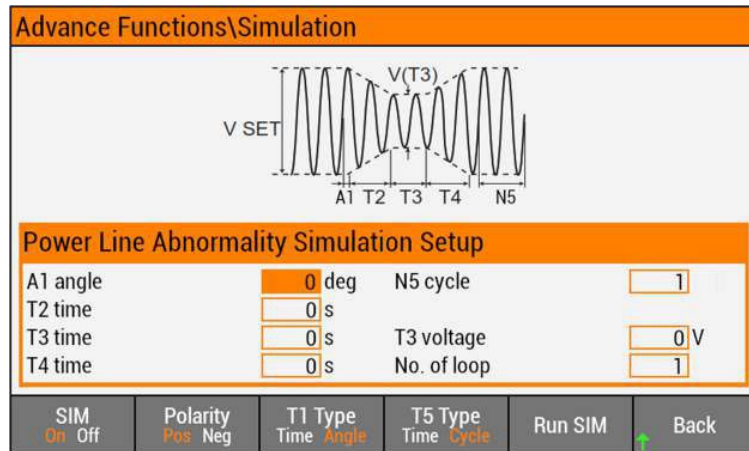 Advance Functions\Simulation
V(T3)
V SET
A1 T2 T3 T4 N5
Power Line Abnormality Simulation Setup
A1 angle 0 deg N5 cycle 1
T2 time 0 s
T3 time 0 s T3 voltage 0 V
T4 time 0 s No. of loop 1
SIM Polarity T1 Type T5 Type Run SIM Back
On Off Pos Neg Time Angle Time Cycle